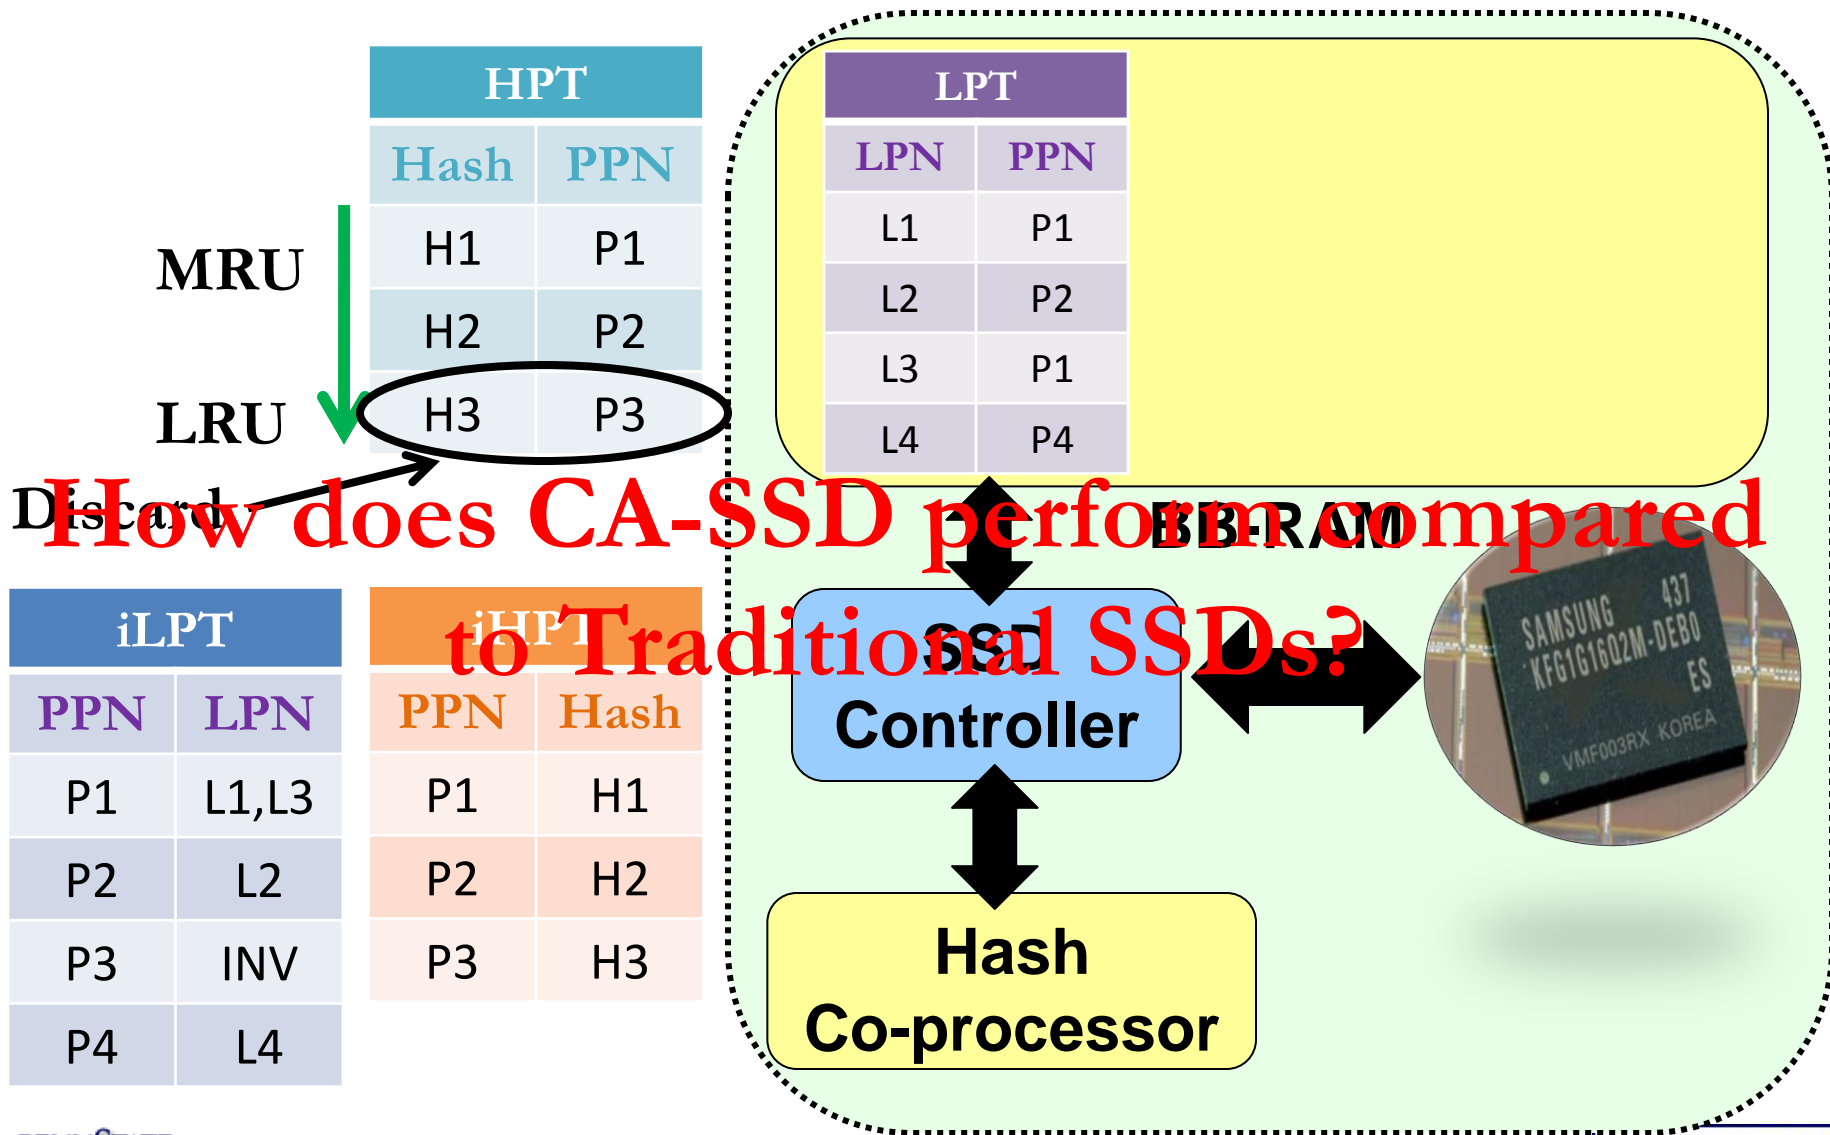 HPT
Hash PPN
H1 P1
H2 P2
H3 P3
MRU
LRU
Discard
LPT
LPN PPN
L1 P1
L2 P2
L3 P1
L4 P4
BB-RAM
How does CA-SSD perform compared
to Traditional SSDs?
iLPT
PPN LPN
P1 L1,L3
P2 L2
P3 INV
P4 L4
iHPT
PPN Hash
P1 H1
P2 H2
P3 H3
SSD
Controller
Hash
Co-processor
SAMSUNG 437
KFG1G16Q2M-DEB0
ES
VMF003RX KOREA